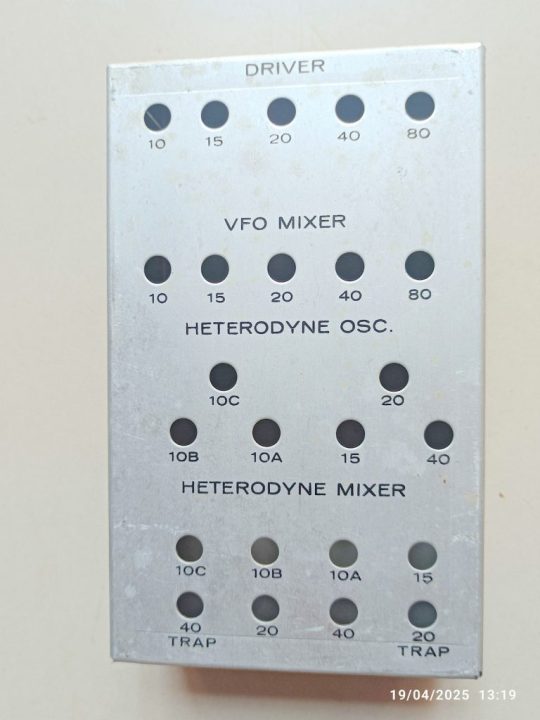 DRIVER
10 15 20 40 80
VFO MIXER
10 15 20 40 80
HETERODYNE OSC.
10C 20
10B 10A 15 40
HETERODYNE MIXER
10C 10B 10A 15
40 20 40 20
TRAP TRAP
19/04/2025 13:19